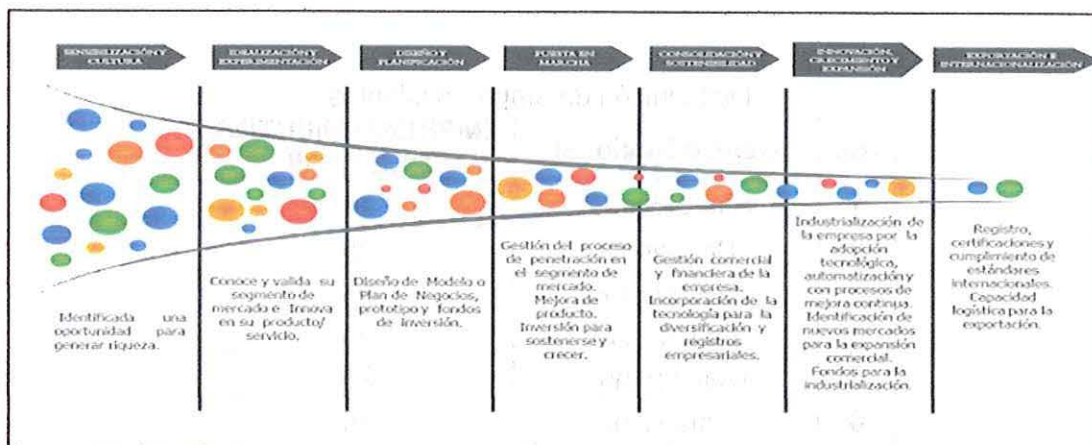 SENSIBILIZACIÓN Y
CULTURA
IDEALIZACIÓN Y
EXPERIMENTACIÓN
DISEÑO Y
PLANIFICACIÓN
PUESTA EN
MARCHA
CONSOLIDACIÓN Y
SOSTENIBILIDAD
INNOVACIÓN,
CRECIMIENTO Y
EXPANSIÓN
EXPORTACIÓN E
INTERNACIONALIZACIÓN
Identificada una
oportunidad para
generar riqueza.
Conoce y valida su
segmento de
mercado e Innova
en su producto/
servicio.
Diseño de Modelo o
Plan de Negocios,
prototipo y fondos
de inversión.
Gestión del proceso
de penetración en
el segmento de
mercado.
Mejora de
producto.
Inversión para
sostenerse y
crecer.
Gestión comercial
y financiera de la
empresa.
Incorporación de la
tecnología para la
diversificación y
registros
empresariales.
Industrialización de
la empresa por la
adopción
tecnológica,
automatización y
con procesos de
mejora continua.
Identificación de
nuevos mercados
para la expansión
comercial.
Fondos para la
industrialización.
Registro,
certificaciones y
cumplimiento de
estándares
internacionales.
Capacidad
logística para la
exportación.